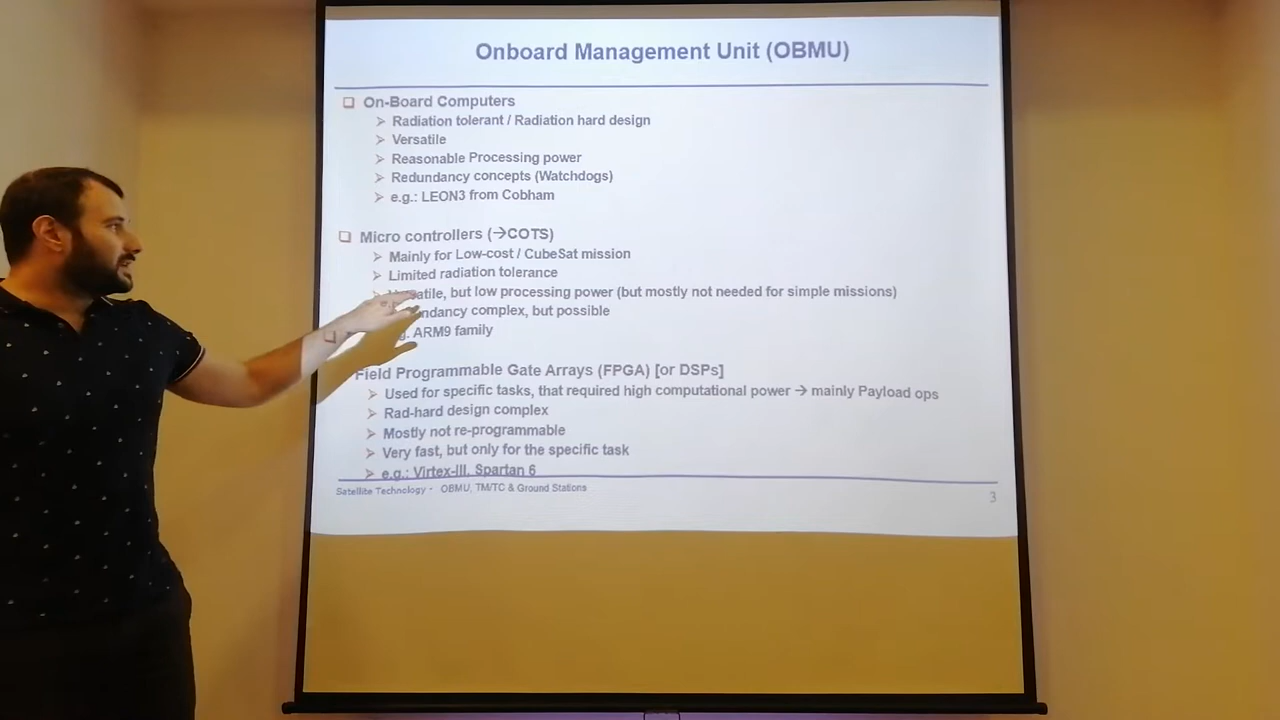 Onboard Management Unit (OBMU)
On-Board Computers
Radiation tolerant / Radiation hard design
Versatile
Reasonable Processing power
Redundancy concepts (Watchdogs)
e.g.: LEON3 from Cobham
Micro controllers (→COTS)
Mainly for Low-cost / CubeSat mission
Limited radiation tolerance
but low processing power (but mostly not needed for simple missions)
complex, but possible
ARM9 family
Field Programmable Gate Arrays (FPGA) [or DSPs]
Used for specific tasks, that required high computational power → mainly Payload ops
Rad-hard design complex
Mostly not re-programmable
Very fast, but only for the specific task
e.g.: Virtex-III, Spartan 6
Satellite Technology - OBMU, TM/TC & Ground Stations
3